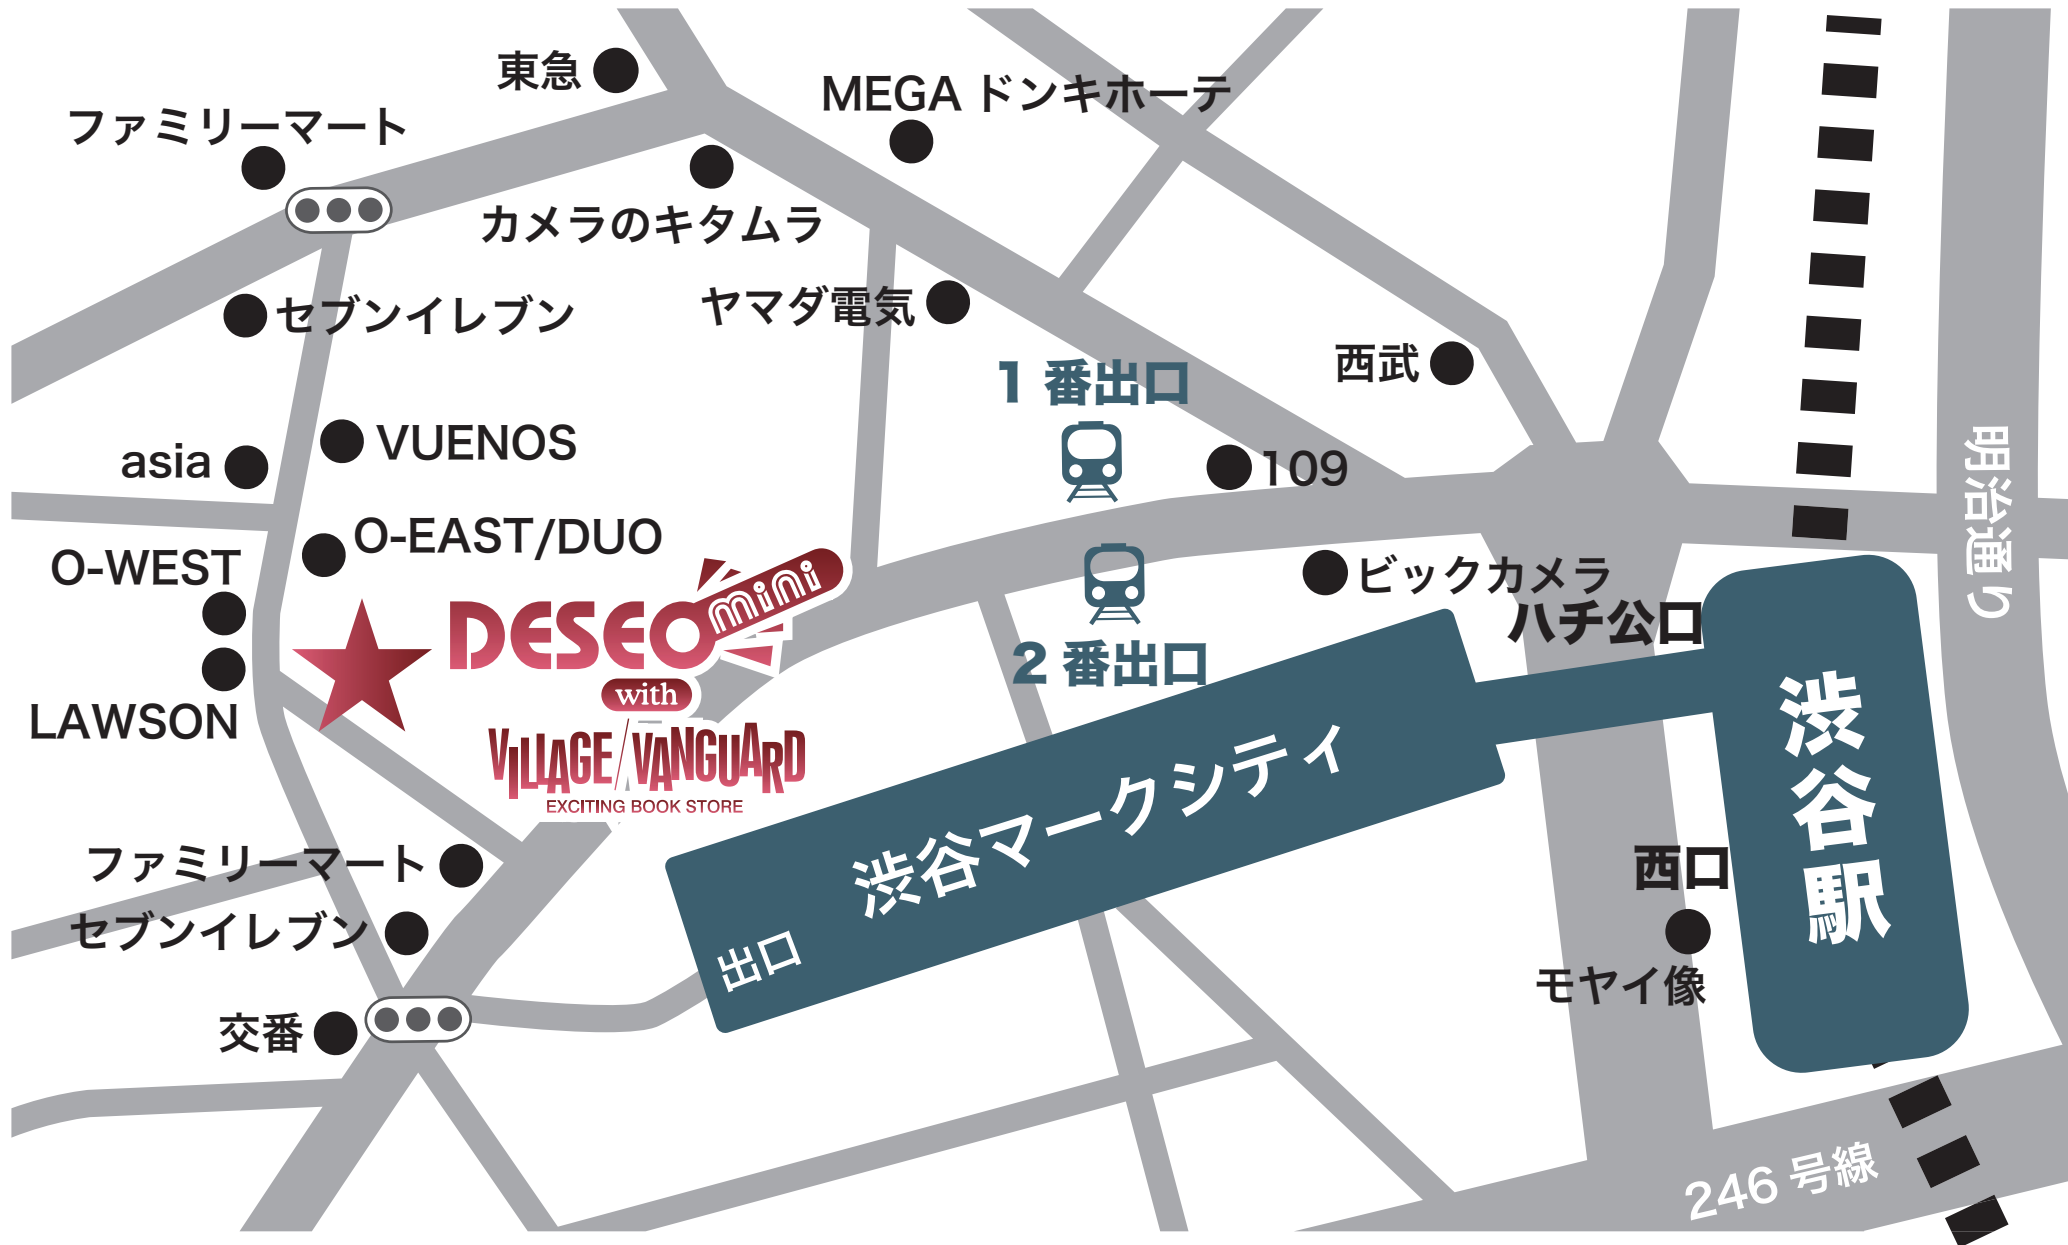 東急
MEGA ドンキホーテ
ファミリーマート
カメラのキタムラ
セブンイレブン
ヤマダ電気
西武
1 番出口
VUENOS
asia
109
明治通り
O-EAST/DUO
O-WEST
ビックカメラ
ハチ公口
DESEO mini
with
VILLAGE/VANGUARD
EXCITING BOOK STORE
2 番出口
LAWSON
渋谷マークシティ
渋谷駅
ファミリーマート
西口
セブンイレブン
出口
モヤイ像
交番
246 号線